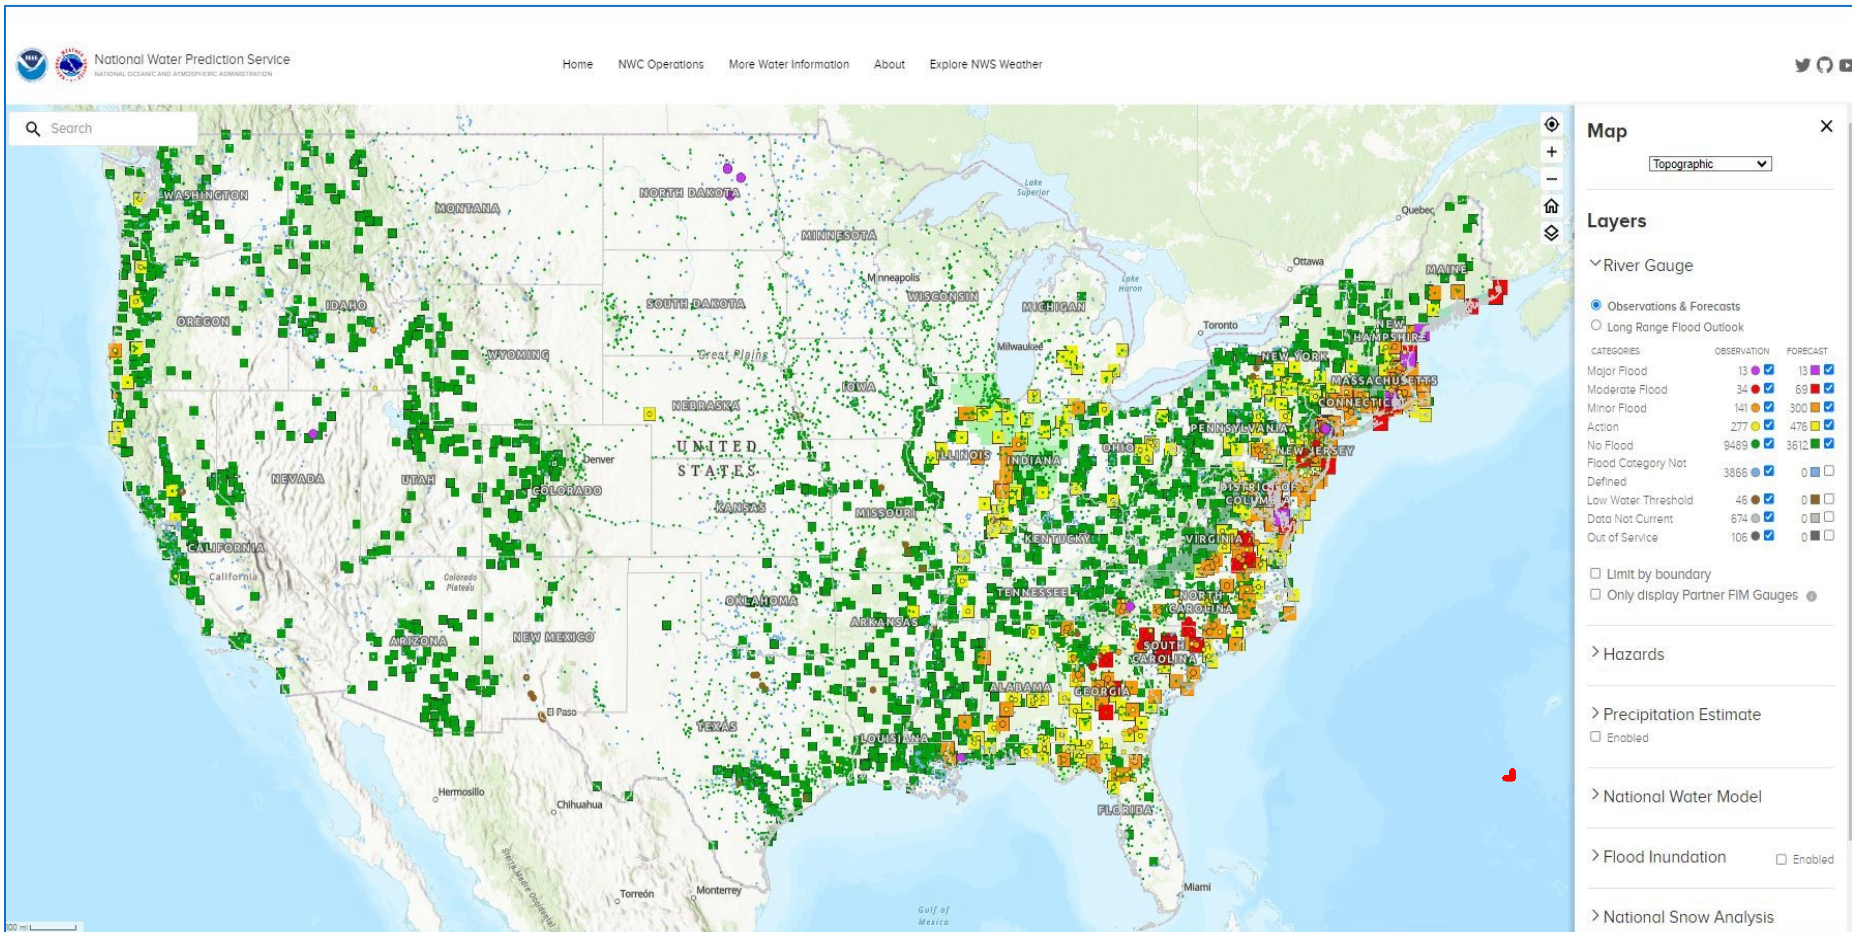 National Water Prediction Service
NATIONAL OCEANIC AND ATMOSPHERIC ADMINISTRATION
Home
NWC Operations
More Water Information
About
Explore NWS Weather
Search
Map
Topographic
Layers
River Gauge
Observations & Forecasts
Long Range Flood Outlook
CATEGORIES OBSERVATION FORECAST
Major Flood 13 13
Moderate Flood 34 69
Minor Flood 141 300
Action 277 476
No Flood 9489 3612
Flood Category Not
Defined 3866 0
Low Water Threshold 46 0
Data Not Current 674 0
Out of Service 106 0
Limit by boundary
Only display Partner FIM Gauges
Hazards
Precipitation Estimate
Enabled
National Water Model
Flood Inundation
Enabled
National Snow Analysis
WASHINGTON
MONTANA
NORTH DAKOTA
MINNESOTA
Lake
Superior
Quebec
Ottawa
MAINE
Minneapolis
WISCONSIN
MICHIGAN
Lake
Huron
Toronto
OREGON
IDAHO
SOUTH DAKOTA
WYOMING
Great Plains
Milwaukee
NEW
HAMPSHIRE
NEW YORK
MASSACHUSETTS
CONNECTIC
IOWA
NEBRASKA
PENNSYLVANIA
NEW JERSEY
UNITED
STATES
ILLINOIS
INDIANA
OHIO
Denver
NEVADA
UTAH
COLORADO
KANSAS
MISSOURI
DISTRICT OF
COLUM
KENTUCKY
VIRGINIA
CALIFORNIA
California
Colorado
Plateau
OKLAHOMA
TENNESSEE
NORTH
CAROLINA
ARKANSAS
ARIZONA
NEW MEXICO
SOUTH
CAROLINA
ALABAMA
GEORGIA
El Paso
TEXAS
LOUISIANA
Hermosillo
Chihuahua
FLORIDA
Sierra Madre Occidental
Torreón
Monterrey
Miami
Gulf of
Mexico